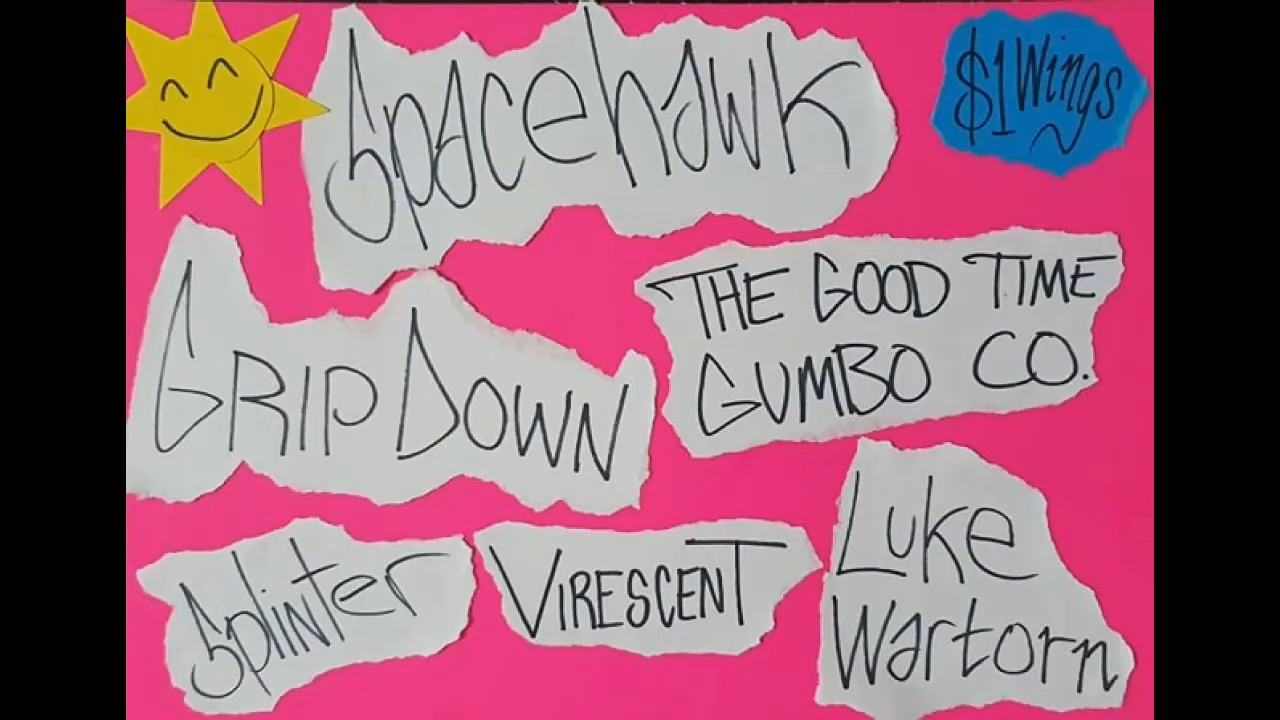 Spacehawk
$1 Wings
GRIP DOWN
THE GOOD TIME
GUMBO CO.
Splinter
VIRESCENT
Luke
Wartorn